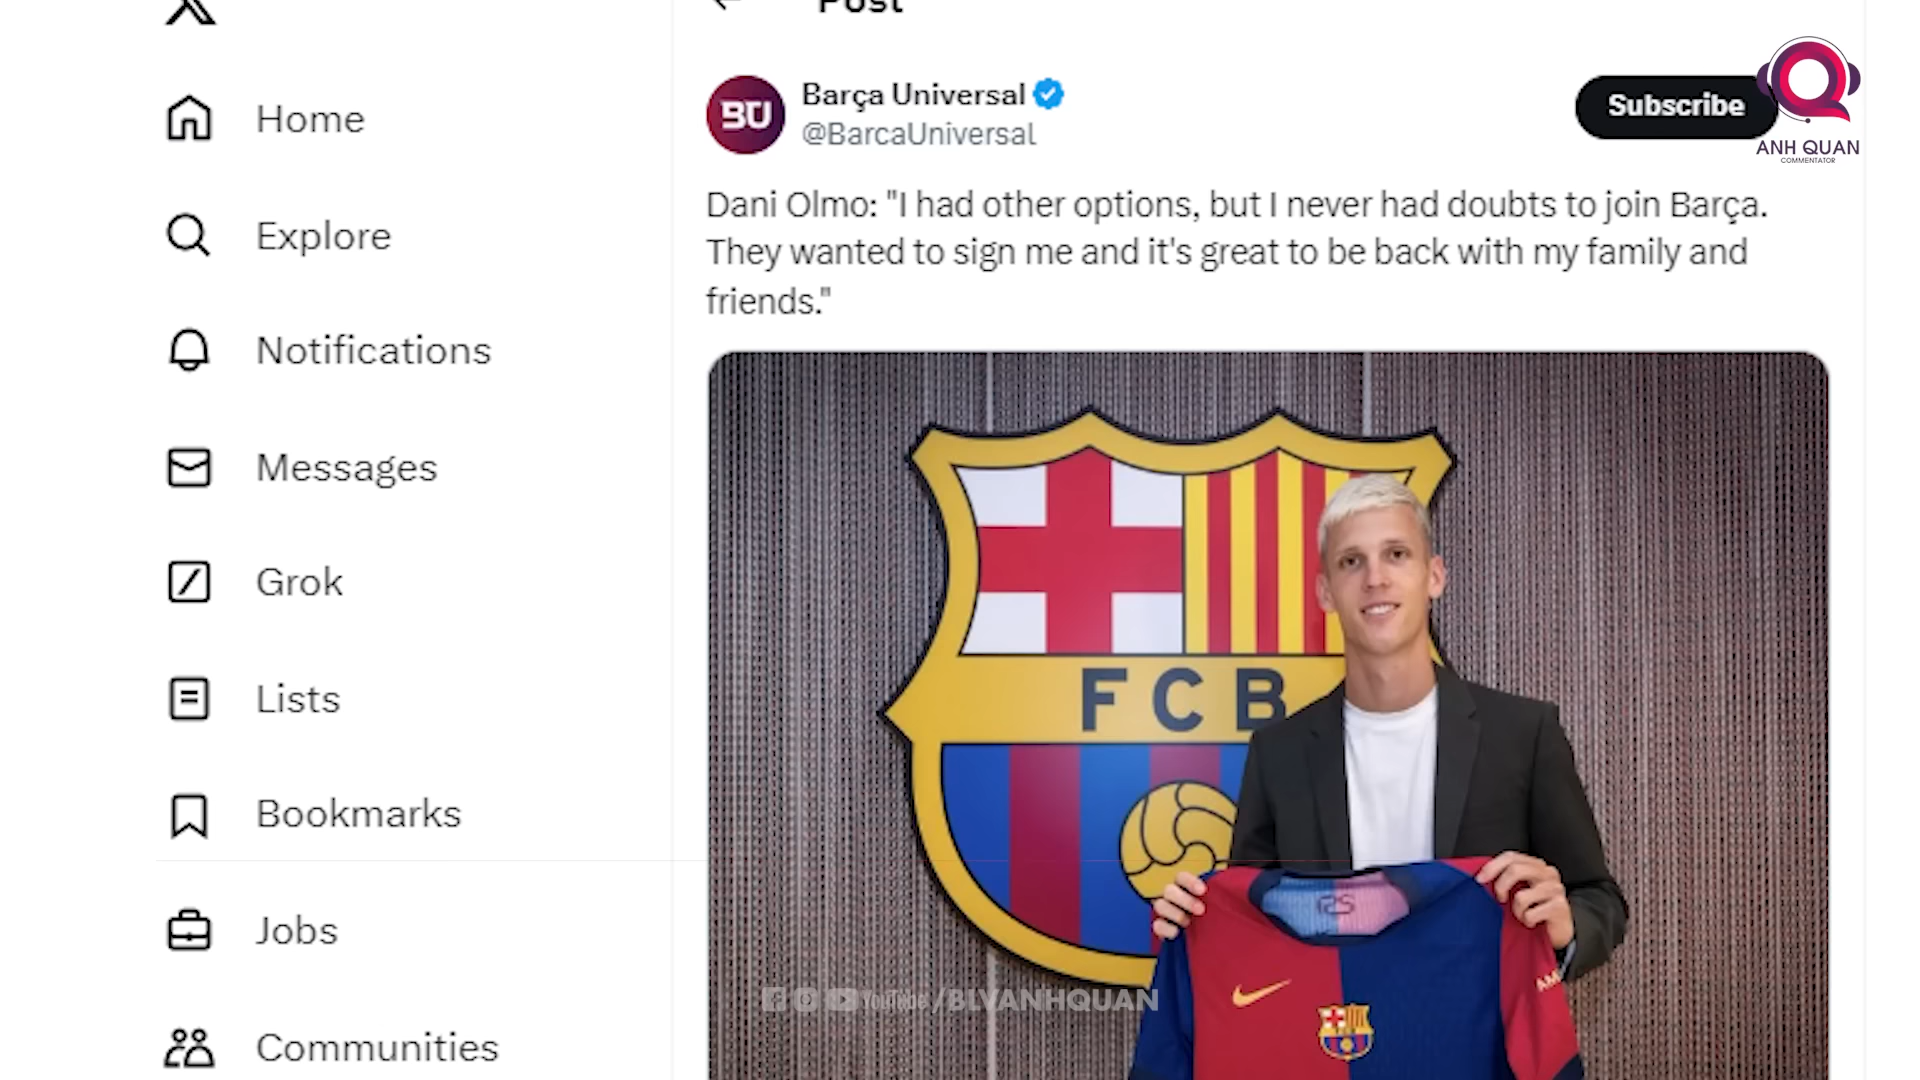 Post
Home
Explore
Notifications
Messages
Grok
Lists
Bookmarks
Jobs
Communities
BU
Barça Universal
@BarcaUniversal
Subscribe
ANH QUAN
COMMENTATOR
Dani Olmo: "I had other options, but I never had doubts to join Barça.
They wanted to sign me and it's great to be back with my family and
friends."
FCB
YouTube /BLVANHQUAN